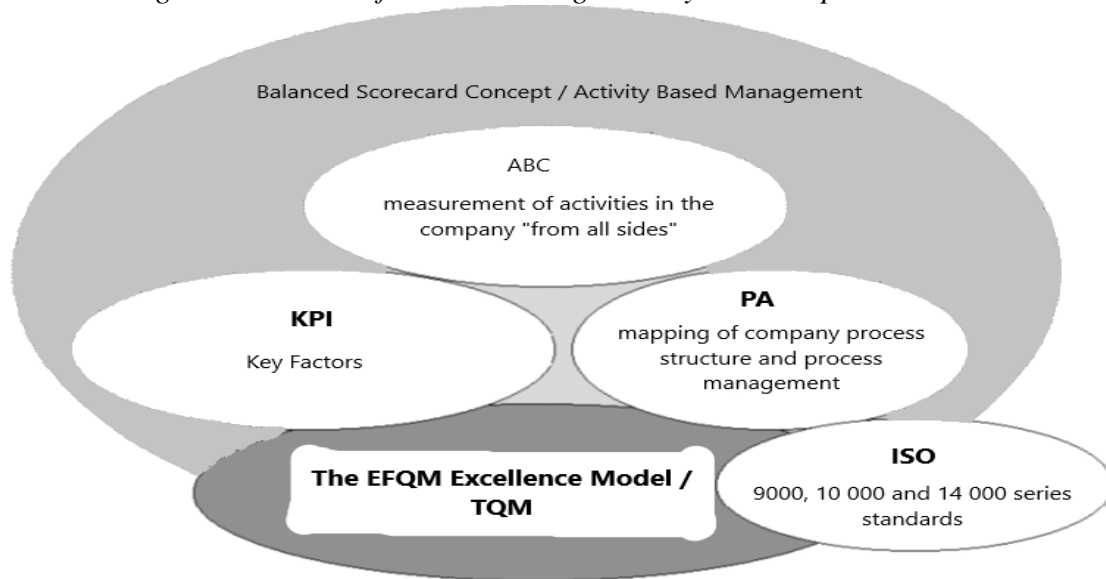 Balanced Scorecard Concept / Activity Based Management
ABC
measurement of activities in the
company "from all sides"
KPI
Key Factors
PA
mapping of company process
structure and process
management
The EFQM Excellence Model /
TQM
ISO
9000, 10 000 and 14 000 series
standards